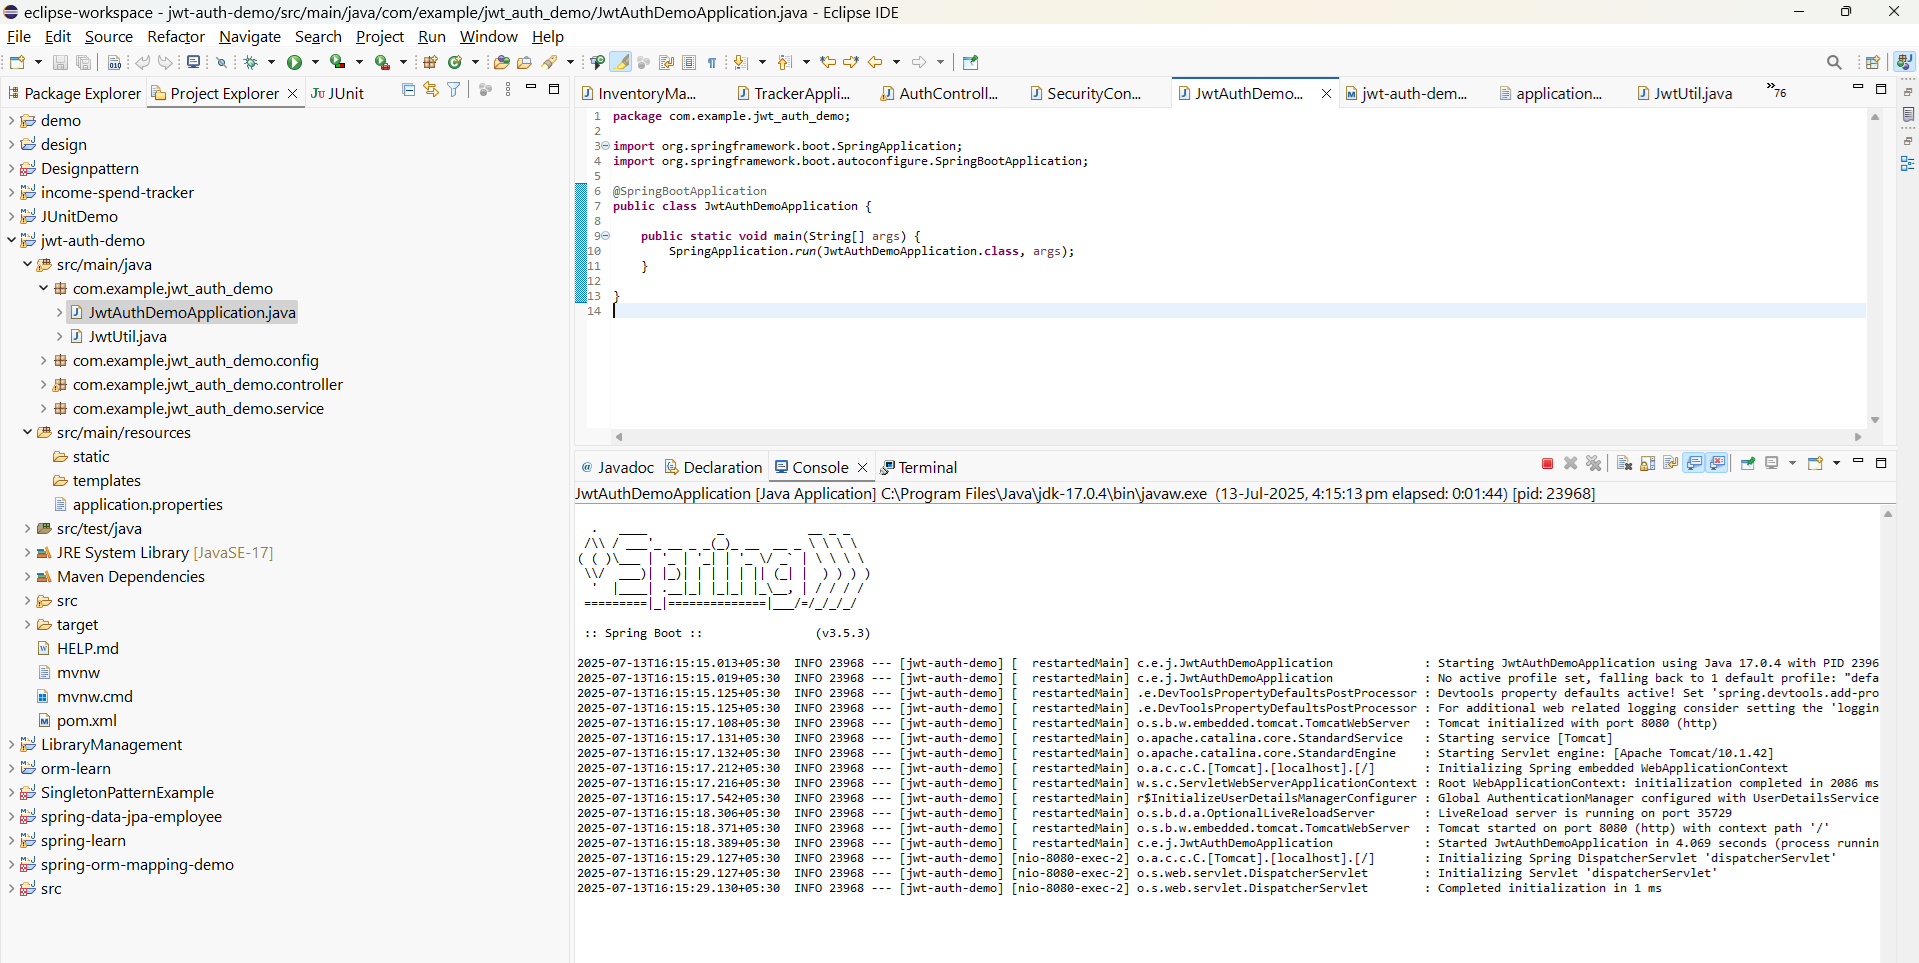 eclipse-workspace - jwt-auth-demo/src/main/java/com/example/jwt_auth_demo/JwtAuthDemoApplication.java - Eclipse IDE
File Edit Source Refactor Navigate Search Project Run Window Help
Package Explorer Project Explorer JUnit
demo
design
Designpattern
income-spend-tracker
JUnitDemo
jwt-auth-demo
src/main/java
com.example.jwt_auth_demo
JwtAuthDemoApplication.java
JwtUtil.java
com.example.jwt_auth_demo.config
com.example.jwt_auth_demo.controller
com.example.jwt_auth_demo.service
src/main/resources
static
templates
application.properties
src/test/java
JRE System Library [JavaSE-17]
Maven Dependencies
src
target
HELP.md
mvnw
mvnw.cmd
pom.xml
LibraryManagement
orm-learn
SingletonPatternExample
spring-data-jpa-employee
spring-learn
spring-orm-mapping-demo
src
InventoryMa... TrackerAppli... AuthControll... SecurityCon... JwtAuthDemo... jwt-auth-dem... application... JwtUtil.java »76
1 package com.example.jwt_auth_demo;
2
3 import org.springframework.boot.SpringApplication;
4 import org.springframework.boot.autoconfigure.SpringBootApplication;
5
6 @SpringBootApplication
7 public class JwtAuthDemoApplication {
8
9 public static void main(String[] args) {
10 SpringApplication.run(JwtAuthDemoApplication.class, args);
11 }
12
13 }
14
@ Javadoc Declaration Console Terminal
JwtAuthDemoApplication [Java Application] C:\Program Files\Java\jdk-17.0.4\bin\javaw.exe (13-Jul-2025, 4:15:13 pm elapsed: 0:01:44) [pid: 23968]
  .   ____          _            __ _ _
 /\\ / ___'_ __ _ _(_)_ __  __ _ \ \ \ \
( ( )\___ | '_ | '_| | '_ \/ _` | \ \ \ \
 \\/  ___)| |_)| | | | | || (_| |  ) ) ) )
  '  |____| .__|_| |_|_| |_\__, | / / / /
 =========|_|==============|___/=/_/_/_/
:: Spring Boot :: (v3.5.3)
2025-07-13T16:15:15.013+05:30 INFO 23968 --- [jwt-auth-demo] [ restartedMain] c.e.j.JwtAuthDemoApplication : Starting JwtAuthDemoApplication using Java 17.0.4 with PID 2396
2025-07-13T16:15:15.019+05:30 INFO 23968 --- [jwt-auth-demo] [ restartedMain] c.e.j.JwtAuthDemoApplication : No active profile set, falling back to 1 default profile: "defa
2025-07-13T16:15:15.125+05:30 INFO 23968 --- [jwt-auth-demo] [ restartedMain] .e.DevToolsPropertyDefaultsPostProcessor : Devtools property defaults active! Set 'spring.devtools.add-pro
2025-07-13T16:15:15.125+05:30 INFO 23968 --- [jwt-auth-demo] [ restartedMain] .e.DevToolsPropertyDefaultsPostProcessor : For additional web related logging consider setting the 'loggin
2025-07-13T16:15:17.108+05:30 INFO 23968 --- [jwt-auth-demo] [ restartedMain] o.s.b.w.embedded.tomcat.TomcatWebServer : Tomcat initialized with port 8080 (http)
2025-07-13T16:15:17.131+05:30 INFO 23968 --- [jwt-auth-demo] [ restartedMain] o.apache.catalina.core.StandardService : Starting service [Tomcat]
2025-07-13T16:15:17.132+05:30 INFO 23968 --- [jwt-auth-demo] [ restartedMain] o.apache.catalina.core.StandardEngine : Starting Servlet engine: [Apache Tomcat/10.1.42]
2025-07-13T16:15:17.212+05:30 INFO 23968 --- [jwt-auth-demo] [ restartedMain] o.a.c.c.C.[Tomcat].[localhost].[/] : Initializing Spring embedded WebApplicationContext
2025-07-13T16:15:17.216+05:30 INFO 23968 --- [jwt-auth-demo] [ restartedMain] w.s.c.ServletWebServerApplicationContext : Root WebApplicationContext: initialization completed in 2086 ms
2025-07-13T16:15:17.542+05:30 INFO 23968 --- [jwt-auth-demo] [ restartedMain] r$InitializeUserDetailsManagerConfigurer : Global AuthenticationManager configured with UserDetailsService
2025-07-13T16:15:18.306+05:30 INFO 23968 --- [jwt-auth-demo] [ restartedMain] o.s.b.d.a.OptionalLiveReloadServer : LiveReload server is running on port 35729
2025-07-13T16:15:18.371+05:30 INFO 23968 --- [jwt-auth-demo] [ restartedMain] o.s.b.w.embedded.tomcat.TomcatWebServer : Tomcat started on port 8080 (http) with context path '/'
2025-07-13T16:15:18.389+05:30 INFO 23968 --- [jwt-auth-demo] [ restartedMain] c.e.j.JwtAuthDemoApplication : Started JwtAuthDemoApplication in 4.069 seconds (process runnin
2025-07-13T16:15:29.127+05:30 INFO 23968 --- [jwt-auth-demo] [nio-8080-exec-2] o.a.c.c.C.[Tomcat].[localhost].[/] : Initializing Spring DispatcherServlet 'dispatcherServlet'
2025-07-13T16:15:29.127+05:30 INFO 23968 --- [jwt-auth-demo] [nio-8080-exec-2] o.s.web.servlet.DispatcherServlet : Initializing Servlet 'dispatcherServlet'
2025-07-13T16:15:29.130+05:30 INFO 23968 --- [jwt-auth-demo] [nio-8080-exec-2] o.s.web.servlet.DispatcherServlet : Completed initialization in 1 ms